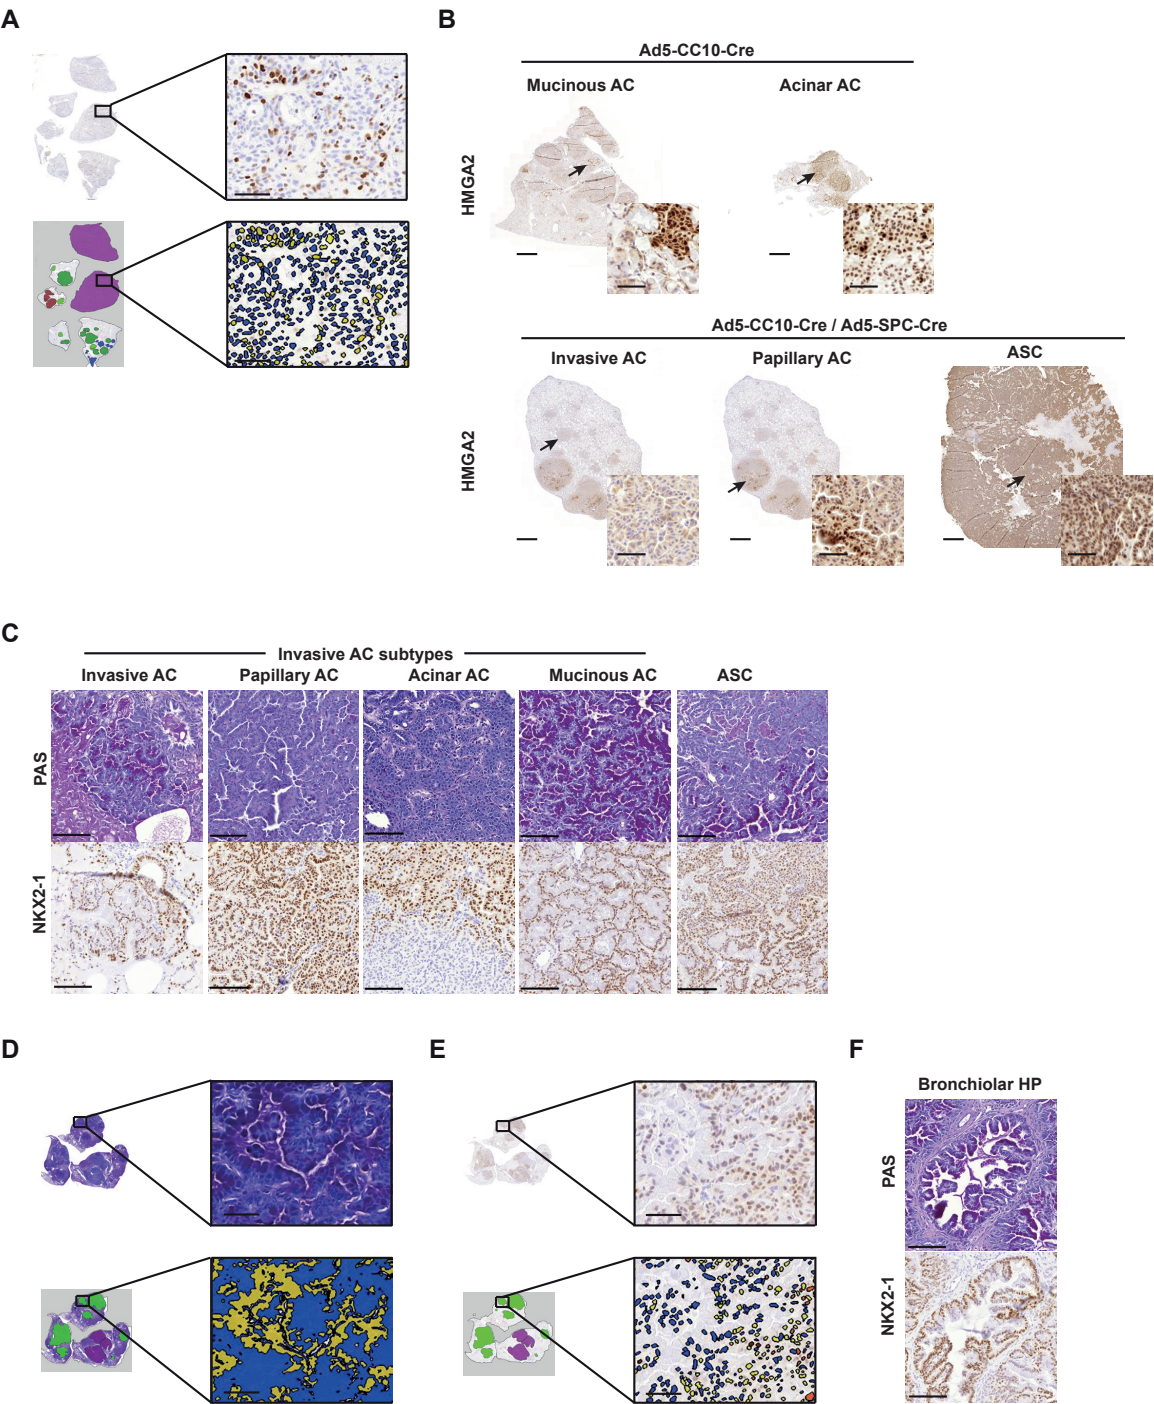 A
B
Ad5-CC10-Cre
Mucinous AC
Acinar AC
HMGA2
Ad5-CC10-Cre / Ad5-SPC-Cre
Invasive AC
Papillary AC
ASC
HMGA2
C
Invasive AC subtypes
Invasive AC
Papillary AC
Acinar AC
Mucinous AC
ASC
PAS
NKX2-1
D
E
F
Bronchiolar HP
PAS
NKX2-1